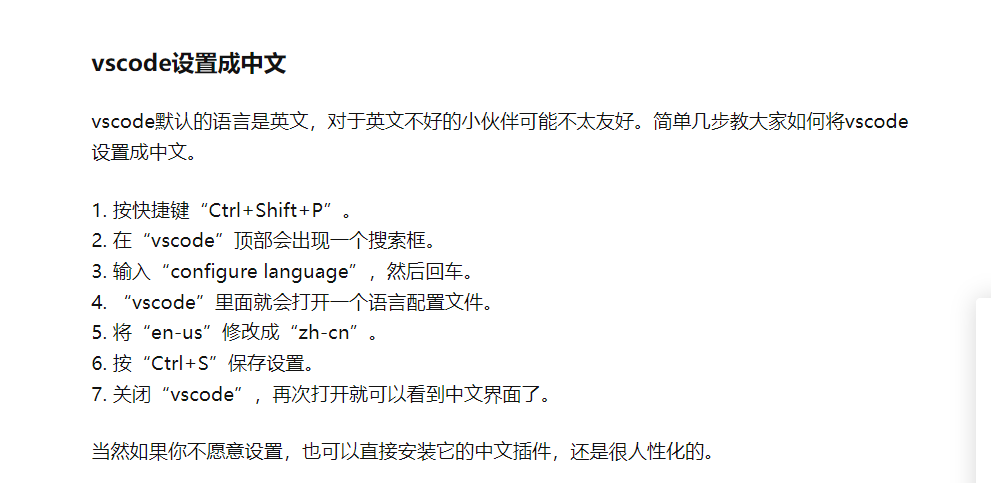 vscode设置成中文
vscode默认的语言是英文，对于英文不好的小伙伴可能不太友好。简单几步教大家如何将vscode
设置成中文。
1. 按快捷键“Ctrl+Shift+P”。
2. 在“vscode”顶部会出现一个搜索框。
3. 输入“configure language”，然后回车。
4. “vscode”里面就会打开一个语言配置文件。
5. 将“en-us”修改成“zh-cn”。
6. 按“Ctrl+S”保存设置。
7. 关闭“vscode”，再次打开就可以看到中文界面了。
当然如果你不愿意设置，也可以直接安装它的中文插件，还是很人性化的。